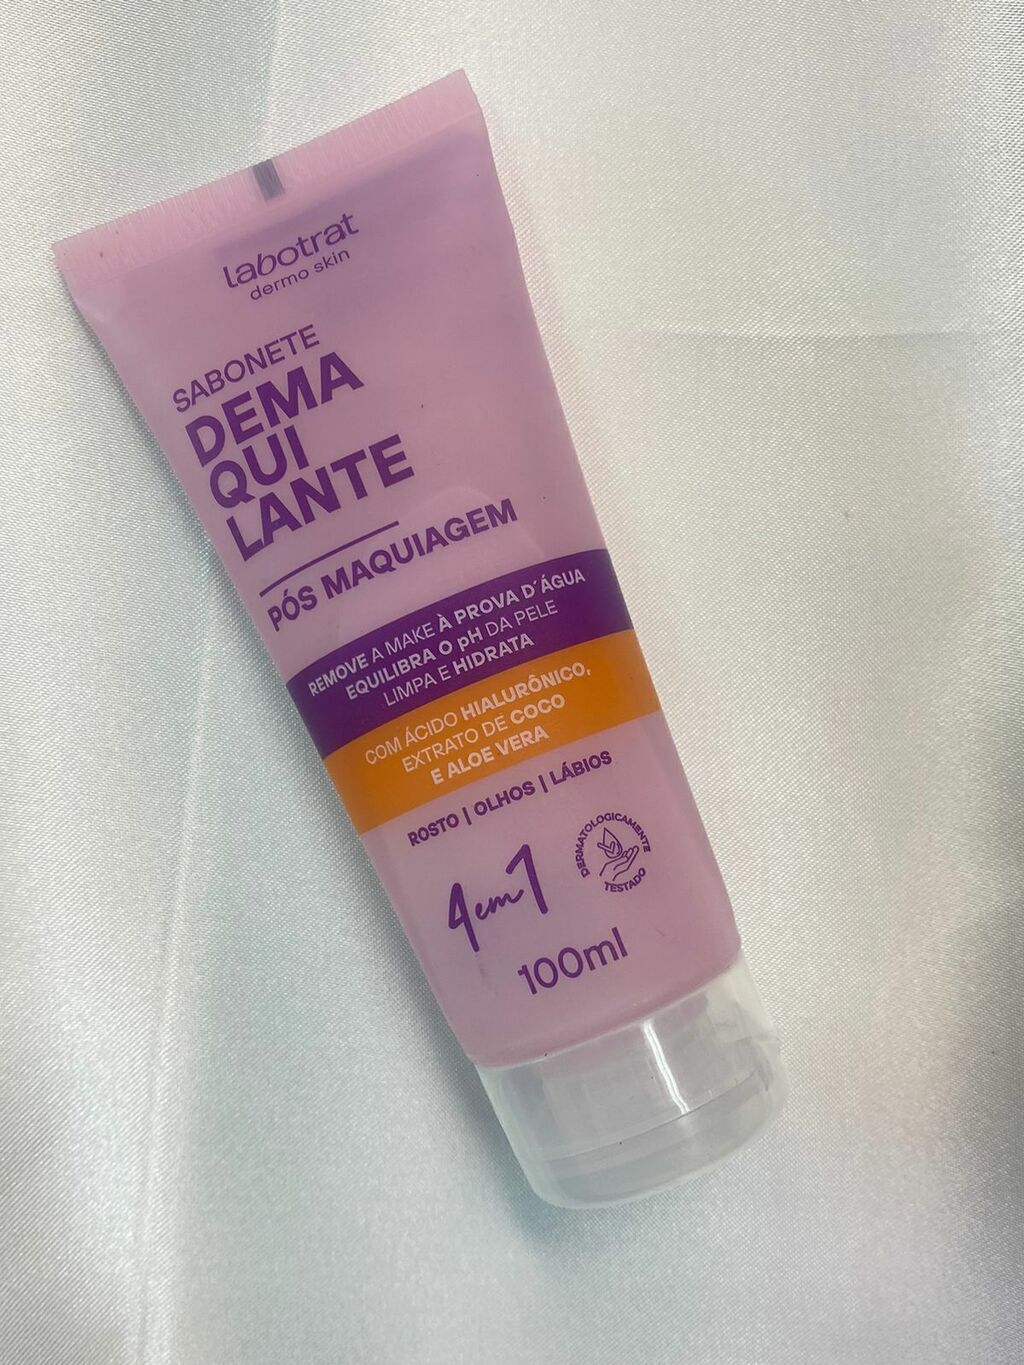 labotrat
dermo skin
SABONETE
DEMA
QUI
LANTE
PÓS MAQUIAGEM
REMOVE A MAKE À PROVA D´ÁGUA
EQUILIBRA O pH DA PELE
LIMPA E HIDRATA
COM ÁCIDO HIALURÔNICO,
EXTRATO DE COCO
E ALOE VERA
ROSTO | OLHOS | LÁBIOS
4 em 1
DERMATOLOGICAMENTE
TESTADO
100ml